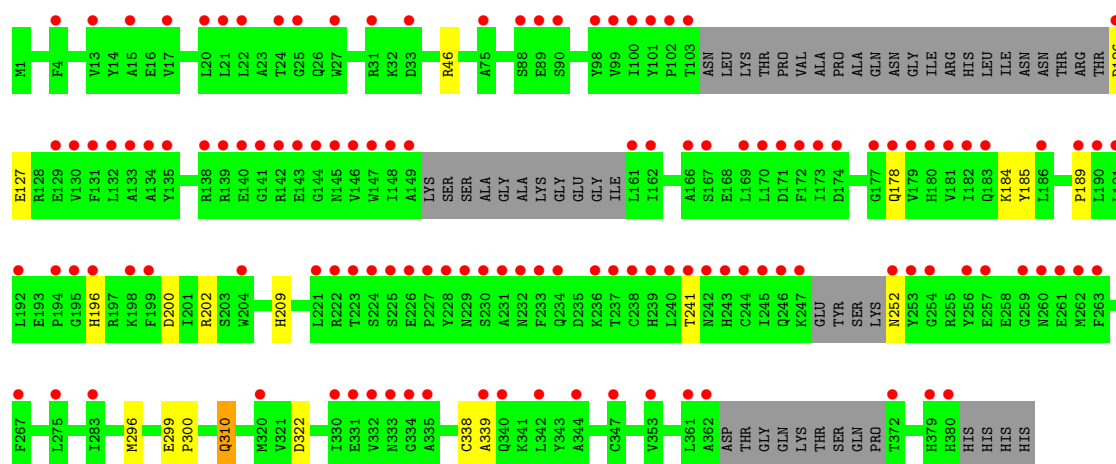 M1 F4 V13 Y14 A15 E16 V17 L20 L21 L22 A23 T24 G25 Q26 W27 R31 K32 D33 R46 A75 S88 E89 S90 Y98 V99 I100 Y101 P102 T103 ASN LEU LYS THR PRO VAL ALA PRO ALA GLN ASN GLY ILE ARG HIS LEU ILE ASN ASN THR ARG THR
E127 R128 E129 V130 F131 L132 A133 A134 Y135 R138 R139 E140 G141 R142 E143 G144 N145 V146 W147 I148 A149 LYS SER SER ALA GLY ALA LYS GLY GLU GLY ILE L161 I162 A166 S167 E168 L169 L170 D171 F172 I173 D174 G177 Q178 V179 H180 V181 I182 Q183 K184 Y185 L186 P189 L190
L192 E193 P194 G195 H196 R197 K198 F199 D200 I201 R202 S203 W204 H209 L221 R222 T223 S224 S225 E226 P227 Y228 N229 S230 A231 N232 F233 Q234 D235 K236 T237 C238 H239 L240 T241 N242 H243 C244 I245 Q246 K247 GLU TYR SER LYS N252 Y253 G254 R255 Y256 E257 E258 G259 N260 E261 M262 F263
F267 L275 I283 M296 E299 P300 Q310 M320 V321 D322 I330 E331 V332 N333 G334 A335 C338 A339 Q340 K341 L342 Y343 A344 C347 V353 L361 A362 ASP THR GLY GLN LYS THR SER GLN PRO T372 H379 H380 HIS HIS HIS HIS